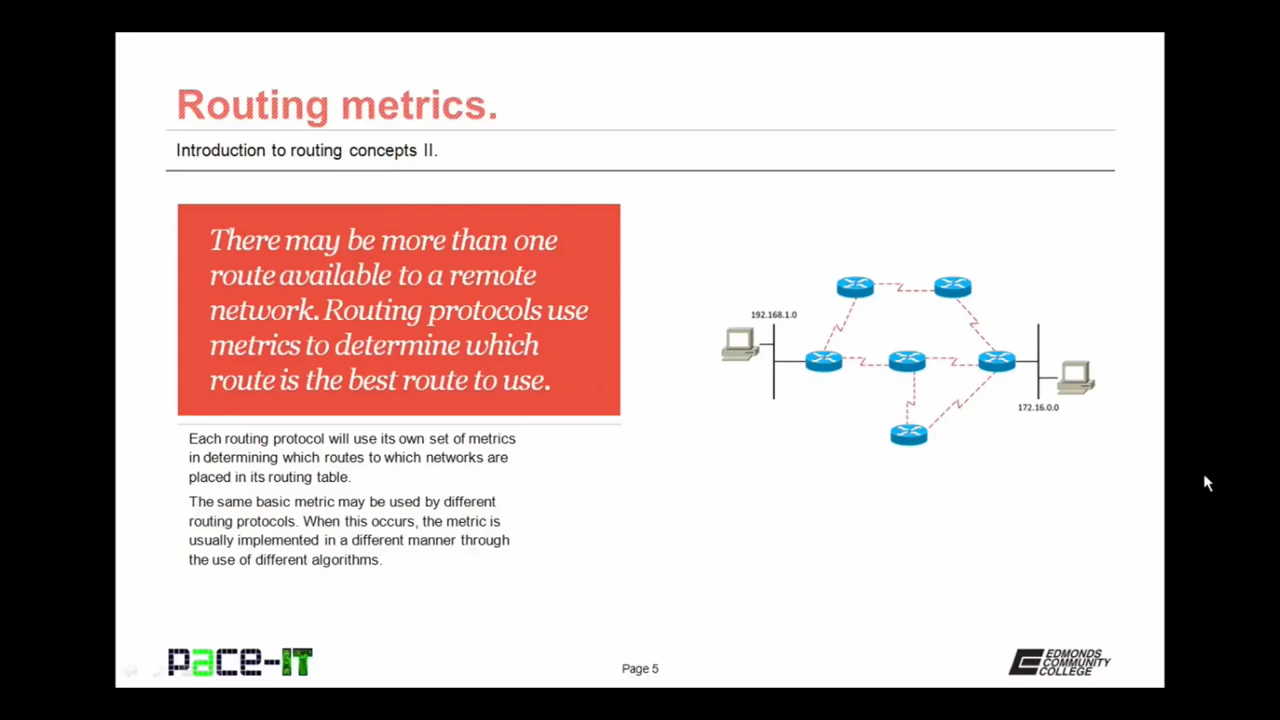 Routing metrics.
Introduction to routing concepts II.
There may be more than one
route available to a remote
network. Routing protocols use
metrics to determine which
route is the best route to use.
Each routing protocol will use its own set of metrics
in determining which routes to which networks are
placed in its routing table.
The same basic metric may be used by different
routing protocols. When this occurs, the metric is
usually implemented in a different manner through
the use of different algorithms.
192.168.1.0
172.16.0.0
pace-IT
Page 5
EDMONDS
COMMUNITY
COLLEGE